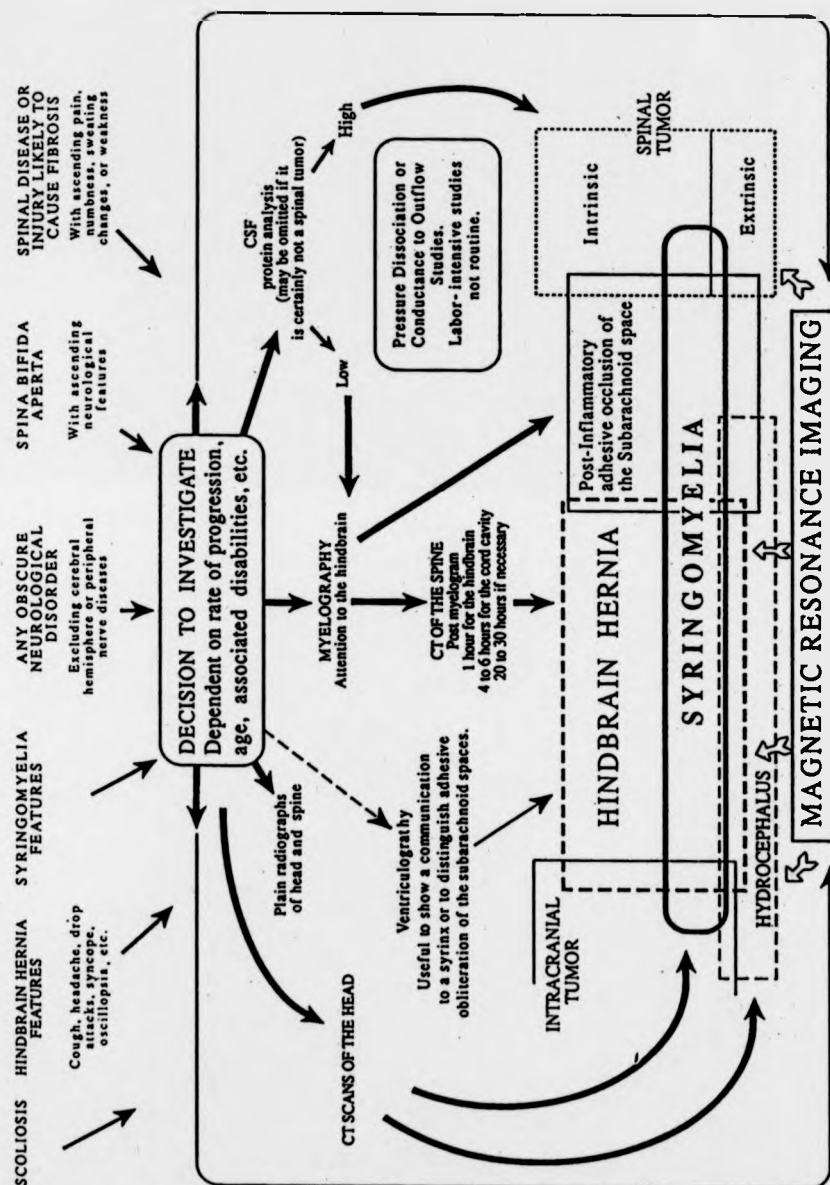 SCOLIOSIS
HINDBRAIN HERNIA
FEATURES
Cough, headache, drop
attacks, syncope,
oscillopsia, etc.
SYRINGOMYELIA
FEATURES
ANY OBSCURE
NEUROLOGICAL
DISORDER
Excluding cerebral
hemisphere or peripheral
nerve diseases
SPINA BIFIDA
APERTA
With ascending
neurological
features
SPINAL DISEASE OR
INJURY LIKELY TO
CAUSE FIBROSIS
With ascending pain,
numbness, sweating
changes, or weakness
DECISION TO INVESTIGATE
Dependent on rate of progression,
age, associated disabilities, etc.
CT SCANS OF THE HEAD
Plain radiographs
of head and spine
Ventriculograthy
Useful to show a communication
to a syrinx or to distinguish adhesive
obliteration of the subarachnoid spaces.
MYELOGRAPHY
Attention to the hindbrain
CT OF THE SPINE
Post myelogram
1 hour for the hindbrain
4 to 6 hours for the cord cavity
20 to 30 hours if necessary
CSF
protein analysis
(may be omitted if it
is certainly not a spinal tumor)
Low
High
Pressure Dissociation or
Conductance to Outflow
Studies.
Labor- intensive studies
not routine.
INTRACRANIAL
TUMOR
HINDBRAIN HERNIA
Post-Inflammatory
adhesive occlusion of
the Subarachnoid space
Intrinsic
SPINAL
TUMOR
Extrinsic
SYRINGOMYELIA
HYDROCEPHALUS
MAGNETIC RESONANCE IMAGING